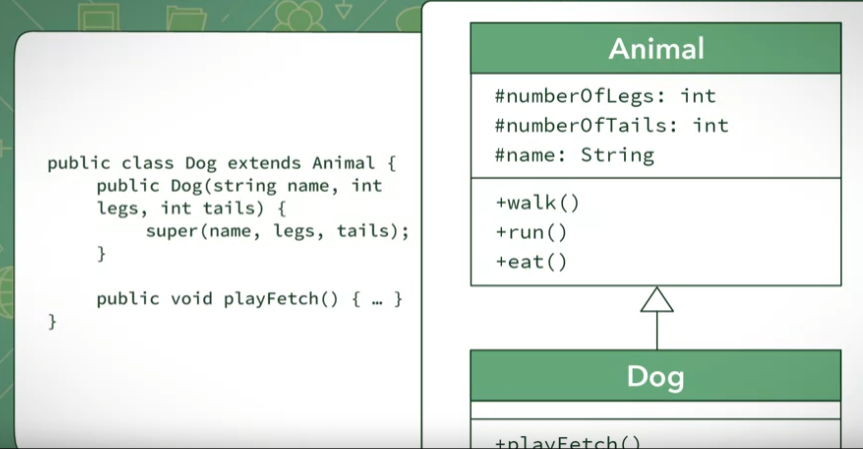 public class Dog extends Animal {
public Dog(string name, int
legs, int tails) {
super(name, legs, tails);
}
public void playFetch() { … }
}
Animal
#numberOfLegs: int
#numberOfTails: int
#name: String
+walk()
+run()
+eat()
Dog
+playFetch()